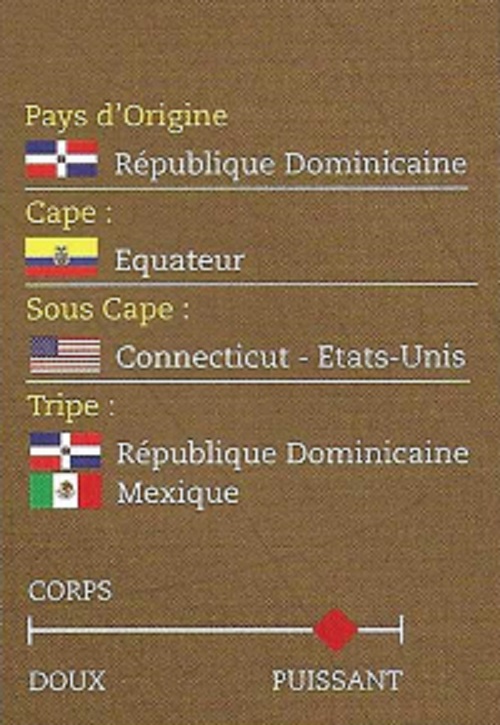 Pays d'Origine
République Dominicaine
Cape :
Equateur
Sous Cape :
Connecticut - Etats-Unis
Tripe :
République Dominicaine
Mexique
CORPS
DOUX PUISSANT